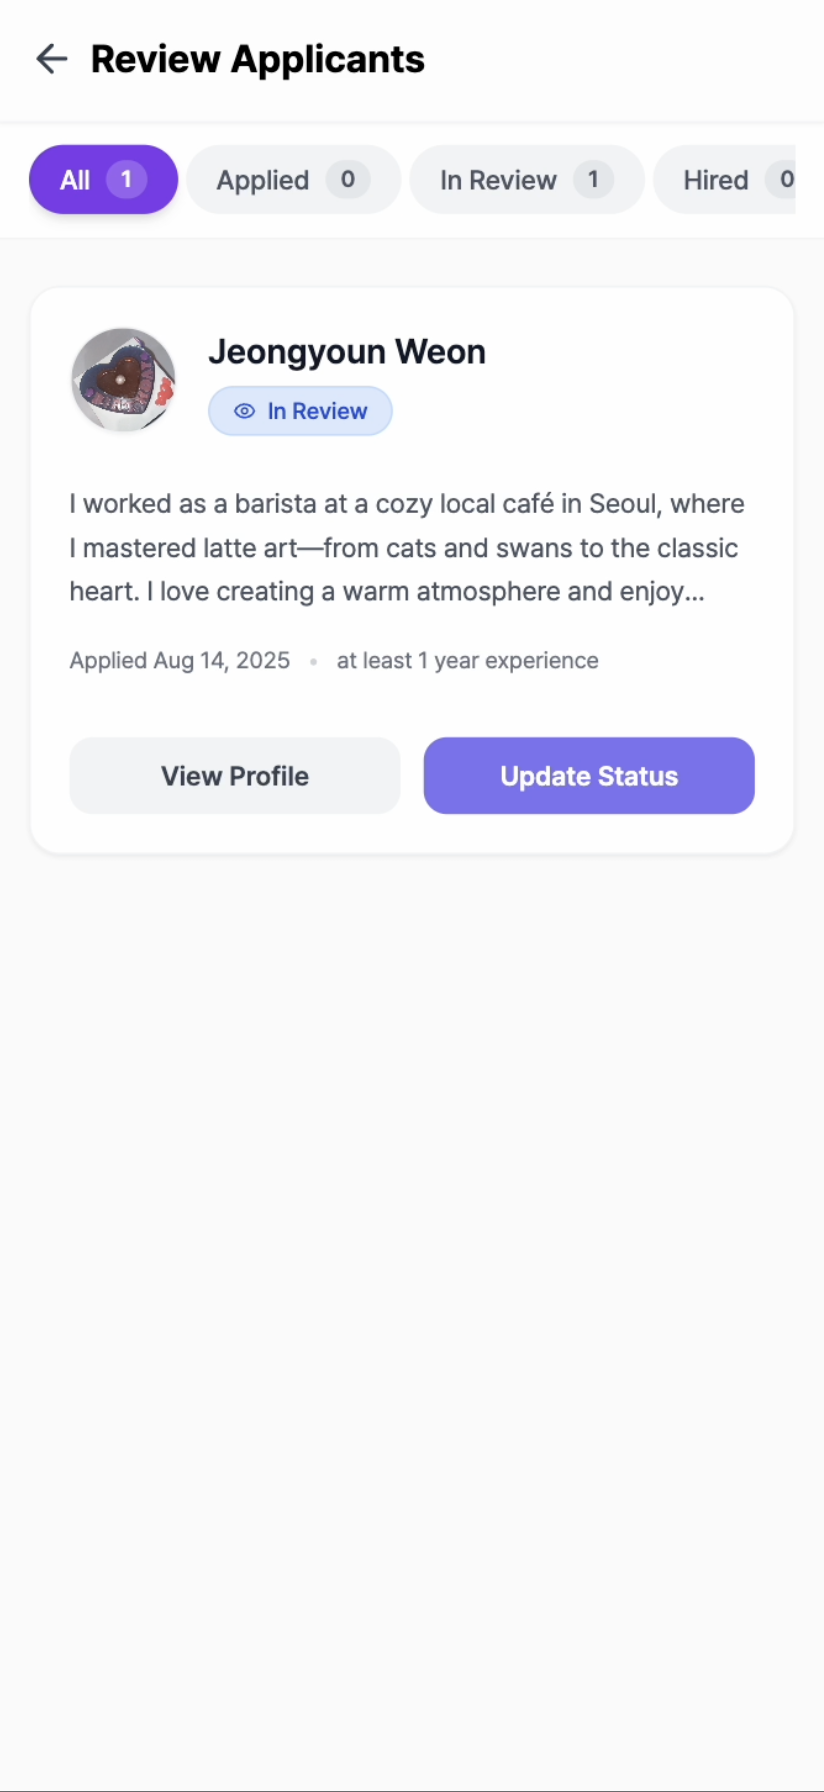 Review Applicants
All 1 Applied 0 In Review 1 Hired 0
Jeongyoun Weon
In Review
I worked as a barista at a cozy local café in Seoul, where
I mastered latte art—from cats and swans to the classic
heart. I love creating a warm atmosphere and enjoy...
Applied Aug 14, 2025 • at least 1 year experience
View Profile Update Status